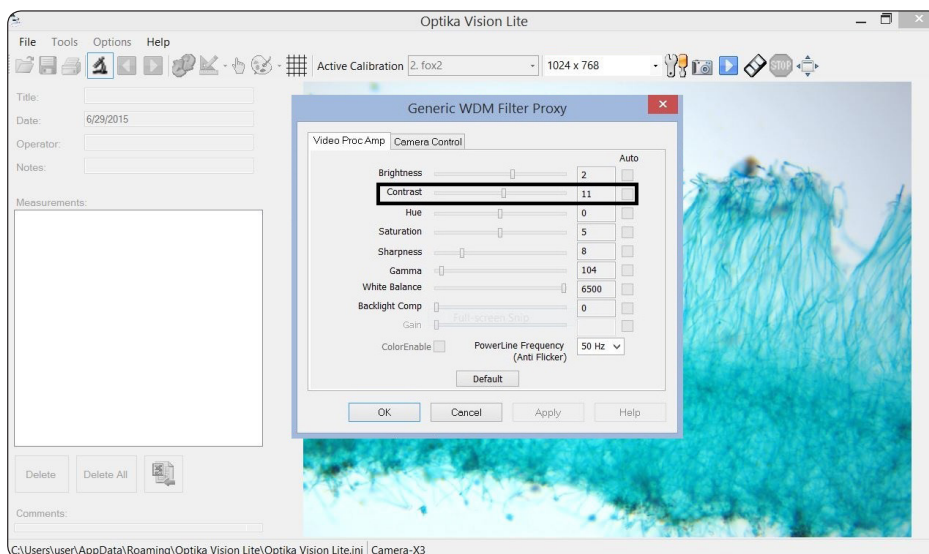 Optika Vision Lite
File Tools Options Help
Active Calibration 2. fox2 1024 x 768 STOP
Title:
Date: 6/29/2015
Operator:
Notes:
Measurements:
Generic WDM Filter Proxy
Video Proc Amp Camera Control
Auto
Brightness 2
Contrast 11
Hue 0
Saturation 5
Sharpness 8
Gamma 104
White Balance 6500
Backlight Comp 0
Full-screen Snip
Gain
ColorEnable PowerLine Frequency 50 Hz
(Anti Flicker)
Default
OK Cancel Apply Help
Delete Delete All
Comments:
C:\Users\user\AppData\Roaming\Optika Vision Lite\Optika Vision Lite.ini Camera-X3